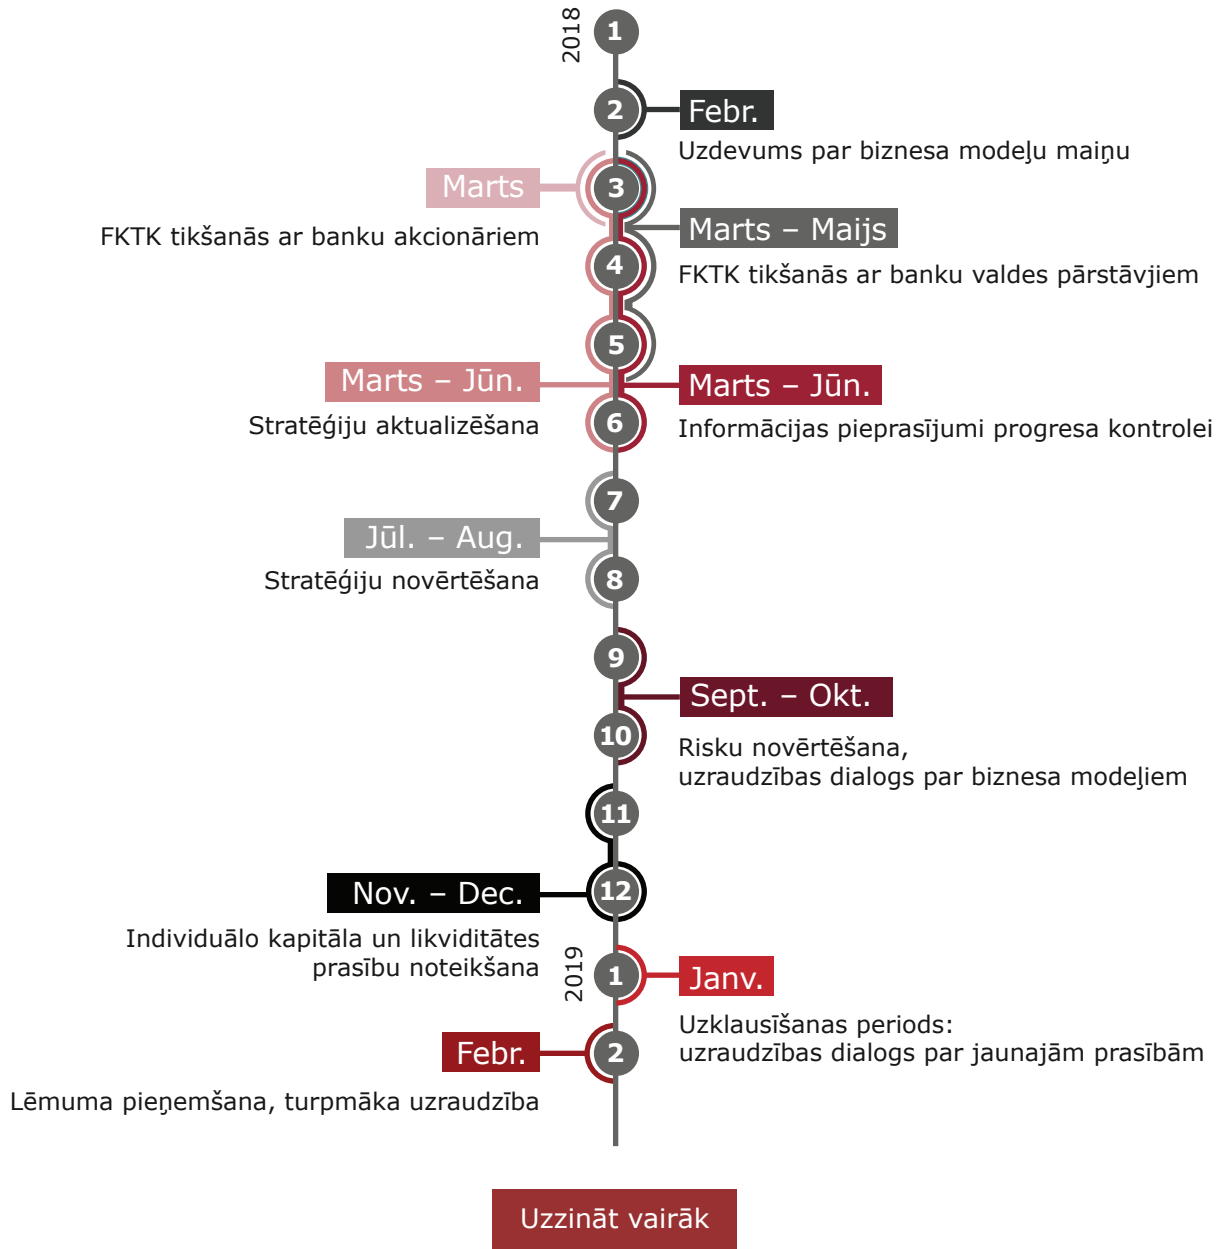 2018
1
2
Febr.
Uzdevums par biznesa modeļu maiņu
Marts
3
FKTK tikšanās ar banku akcionāriem
Marts – Maijs
4
FKTK tikšanās ar banku valdes pārstāvjiem
5
Marts – Jūn.
Stratēģiju aktualizēšana
Marts – Jūn.
6
Informācijas pieprasījumi progresa kontrolei
7
Jūl. – Aug.
Stratēģiju novērtēšana
8
9
Sept. – Okt.
10
Risku novērtēšana,
uzraudzības dialogs par biznesa modeļiem
11
Nov. – Dec.
12
Individuālo kapitāla un likviditātes
prasību noteikšana
2019
1
Janv.
Uzklausīšanas periods:
uzraudzības dialogs par jaunajām prasībām
Febr.
2
Lēmuma pieņemšana, turpmāka uzraudzība
Uzzināt vairāk